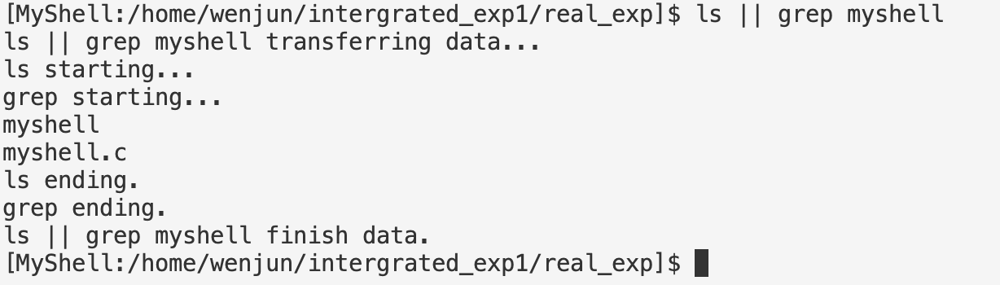 [MyShell:/home/wenjun/intergrated_exp1/real_exp]$ ls || grep myshell
ls || grep myshell transferring data...
ls starting...
grep starting...
myshell
myshell.c
ls ending.
grep ending.
ls || grep myshell finish data.
[MyShell:/home/wenjun/intergrated_exp1/real_exp]$